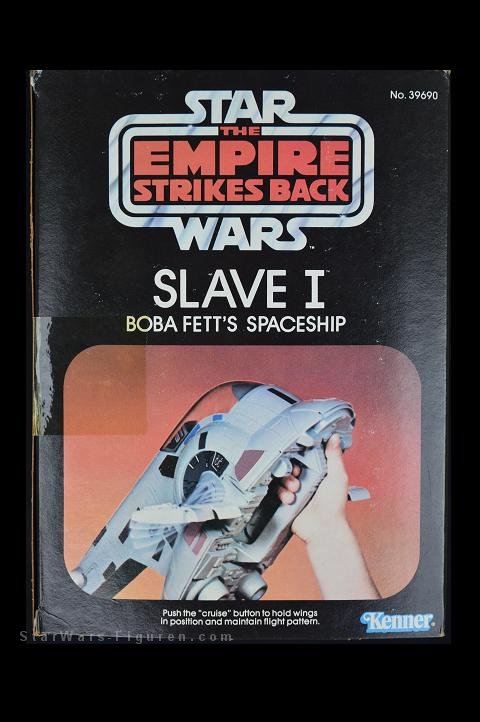 No. 39690
STAR
THE
EMPIRE
STRIKES BACK
WARS
TM
SLAVE I
BOBA FETT'S SPACESHIP
Push the "cruise" button to hold wings
in position and maintain flight pattern.
Kenner
StarWars-Figuren.com